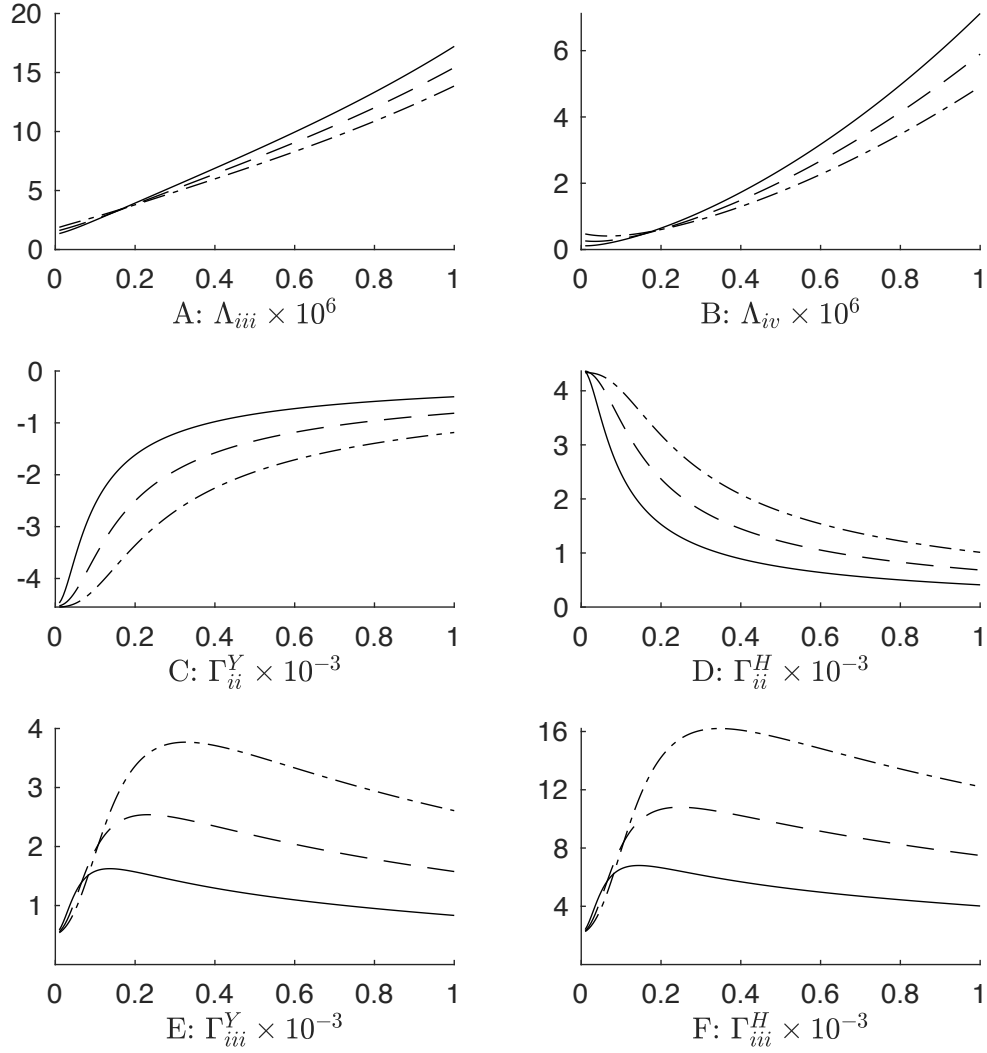 20
15
10
5
0
0 0.2 0.4 0.6 0.8 1
A: Λ_{iii} × 10^6
6
4
2
0
0 0.2 0.4 0.6 0.8 1
B: Λ_{iv} × 10^6
0
-1
-2
-3
-4
0 0.2 0.4 0.6 0.8 1
C: Γ^Y_{ii} × 10^{-3}
4
3
2
1
0
0 0.2 0.4 0.6 0.8 1
D: Γ^H_{ii} × 10^{-3}
4
3
2
1
0 0.2 0.4 0.6 0.8 1
E: Γ^Y_{iii} × 10^{-3}
16
12
8
4
0 0.2 0.4 0.6 0.8 1
F: Γ^H_{iii} × 10^{-3}